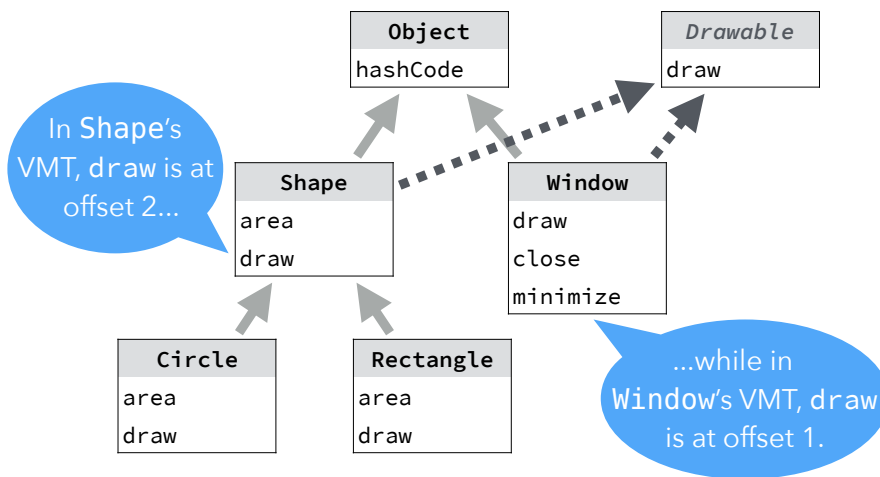 Object
hashCode
Drawable
draw
In Shape’s
VMT, draw is at
offset 2...
Shape
area
draw
Window
draw
close
minimize
Circle
area
draw
Rectangle
area
draw
...while in
Window’s VMT, draw
is at offset 1.